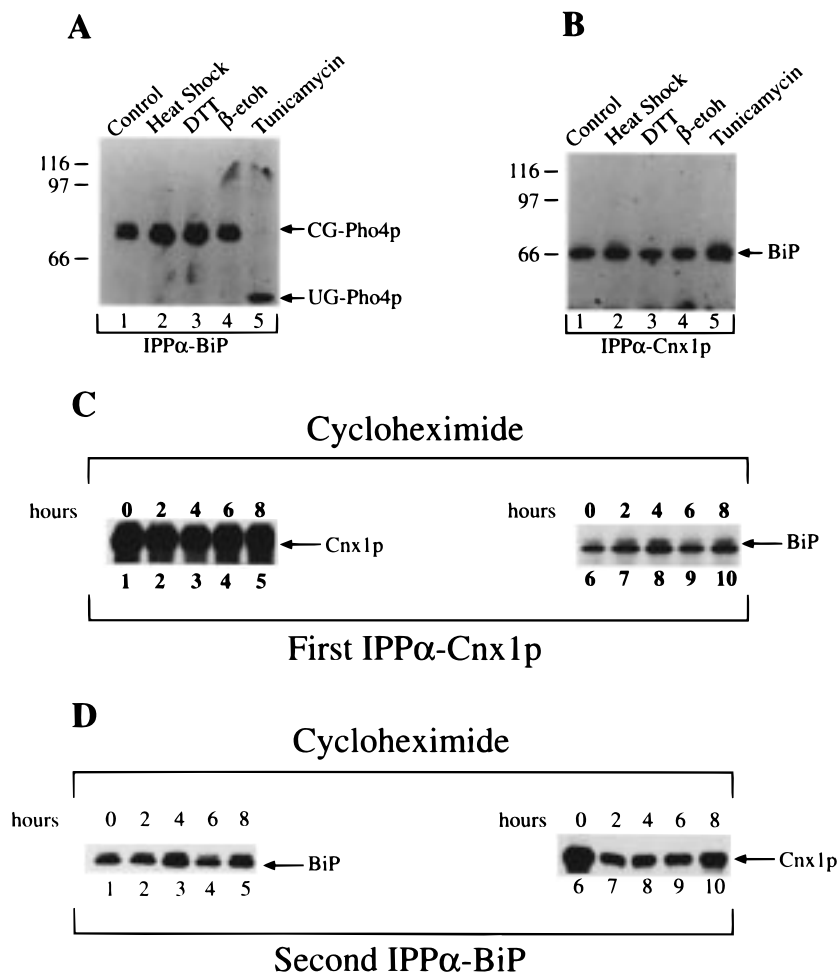 A
Control Heat Shock DTT β-etoh Tunicamycin
116
97
66
CG-Pho4p
UG-Pho4p
1 2 3 4 5
IPPα-BiP
B
Control Heat Shock DTT β-etoh Tunicamycin
116
97
66
BiP
1 2 3 4 5
IPPα-Cnx1p
C
Cycloheximide
hours 0 2 4 6 8 hours 0 2 4 6 8
Cnx1p BiP
1 2 3 4 5 6 7 8 9 10
First IPPα-Cnx1p
D
Cycloheximide
hours 0 2 4 6 8 hours 0 2 4 6 8
BiP Cnx1p
1 2 3 4 5 6 7 8 9 10
Second IPPα-BiP